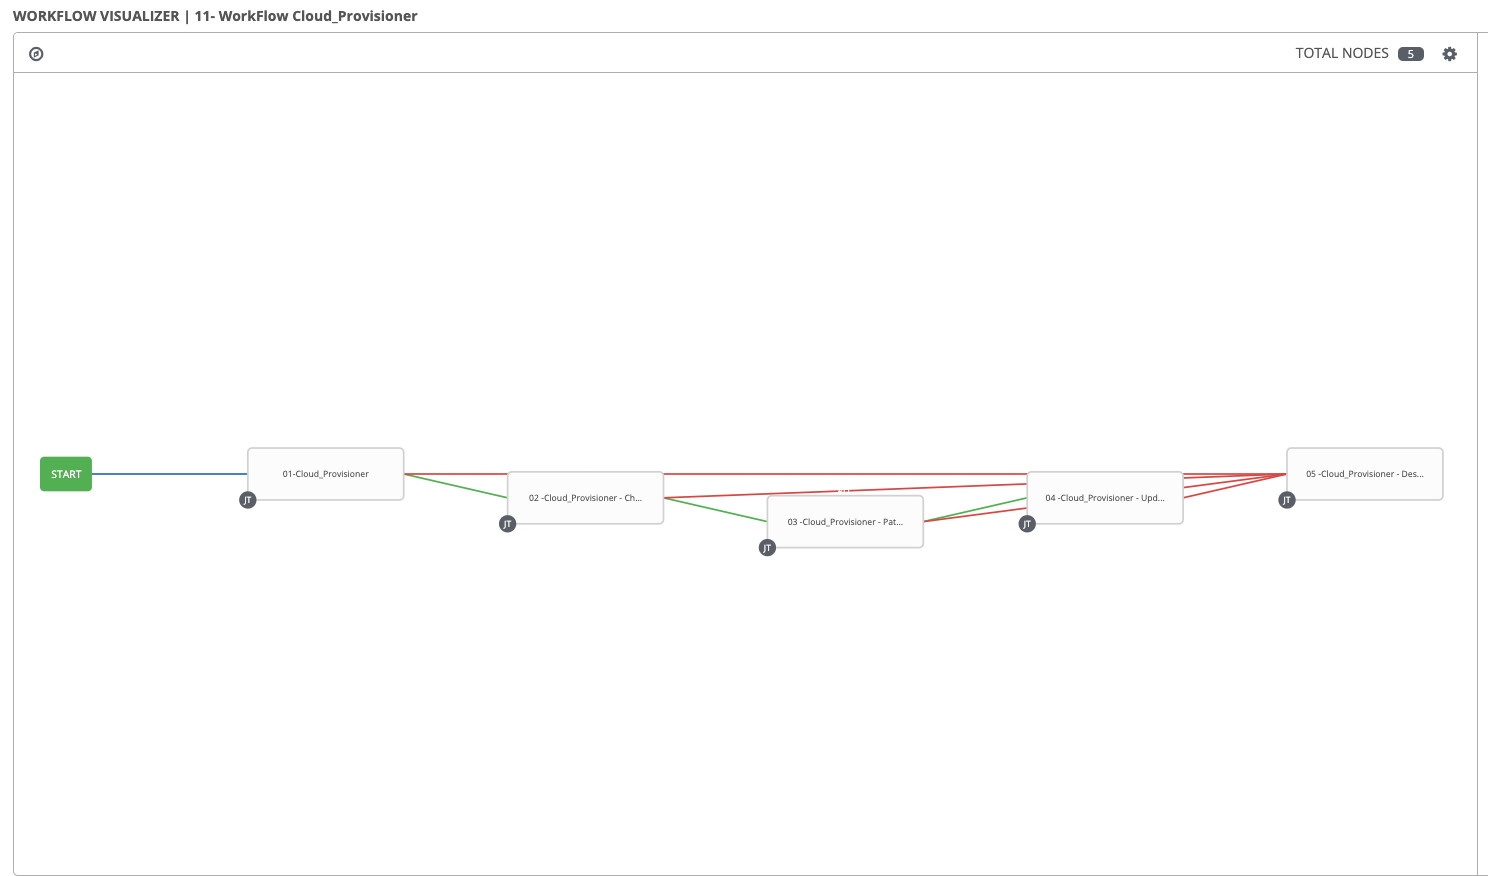 WORKFLOW VISUALIZER | 11- WorkFlow Cloud_Provisioner
TOTAL NODES 5
START
01-Cloud_Provisioner
JT
02 -Cloud_Provisioner - Ch...
JT
03 -Cloud_Provisioner - Pat...
JT
04 -Cloud_Provisioner - Upd...
JT
05 -Cloud_Provisioner - Des...
JT